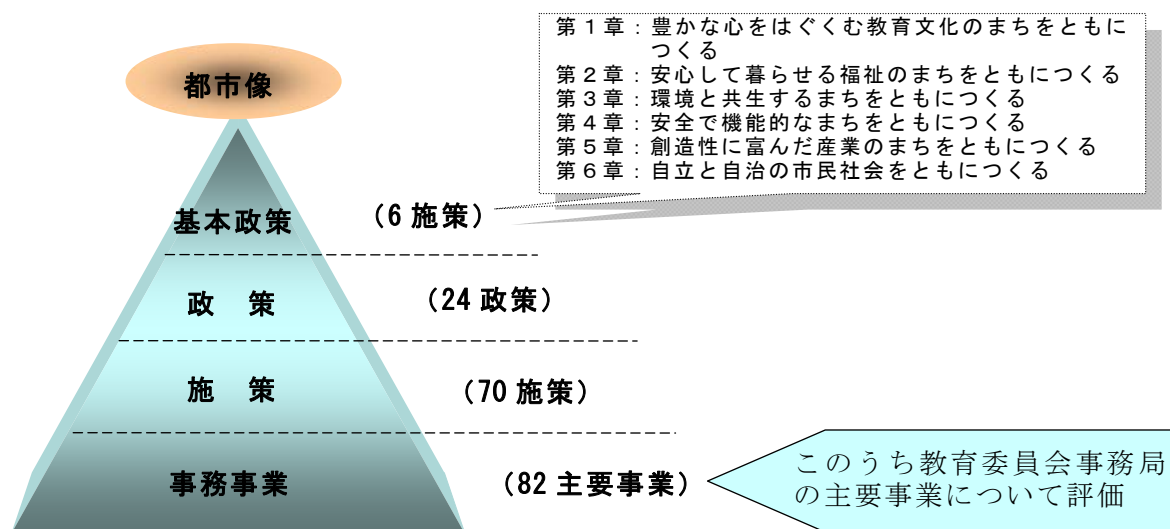 第１章：豊かな心をはぐくむ教育文化のまちをともに
つくる
第２章：安心して暮らせる福祉のまちをともにつくる
第３章：環境と共生するまちをともにつくる
第４章：安全で機能的なまちをともにつくる
第５章：創造性に富んだ産業のまちをともにつくる
第６章：自立と自治の市民社会をともにつくる
都市像
基本政策
（6 施策）
政　策
（24 政策）
施　策
（70 施策）
事務事業
（82 主要事業）
このうち教育委員会事務局
の主要事業について評価